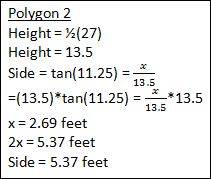 Polygon 2
Height = ½(27)
Height = 13.5
Side = tan(11.25) = x/13.5
=(13.5)*tan(11.25) = x/13.5*13.5
x = 2.69 feet
2x = 5.37 feet
Side = 5.37 feet